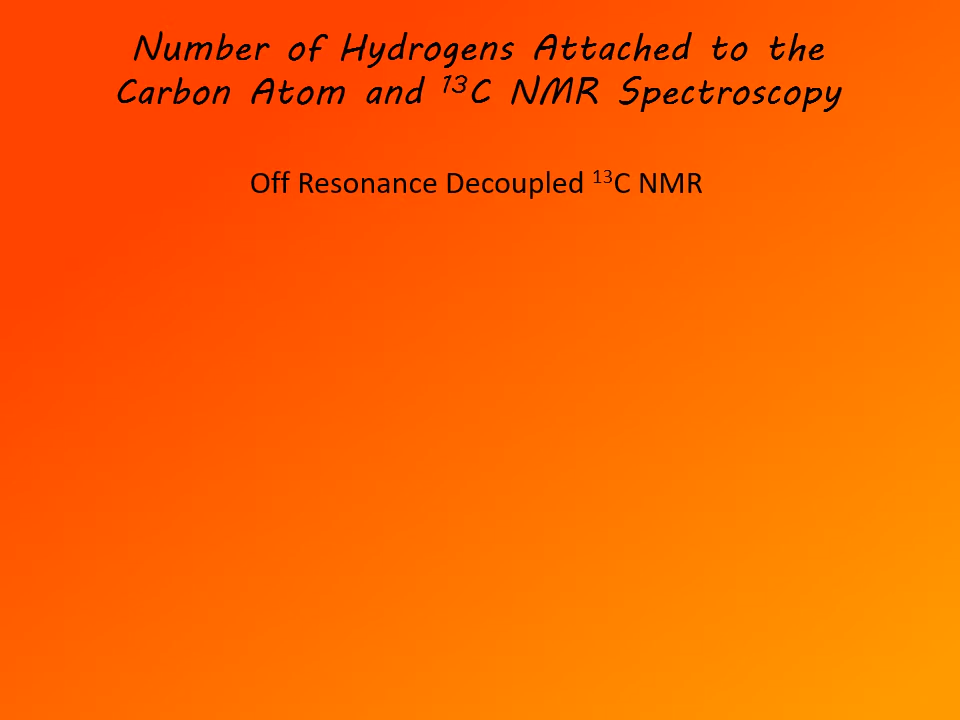 Number of Hydrogens Attached to the
Carbon Atom and ¹³C NMR Spectroscopy
Off Resonance Decoupled ¹³C NMR